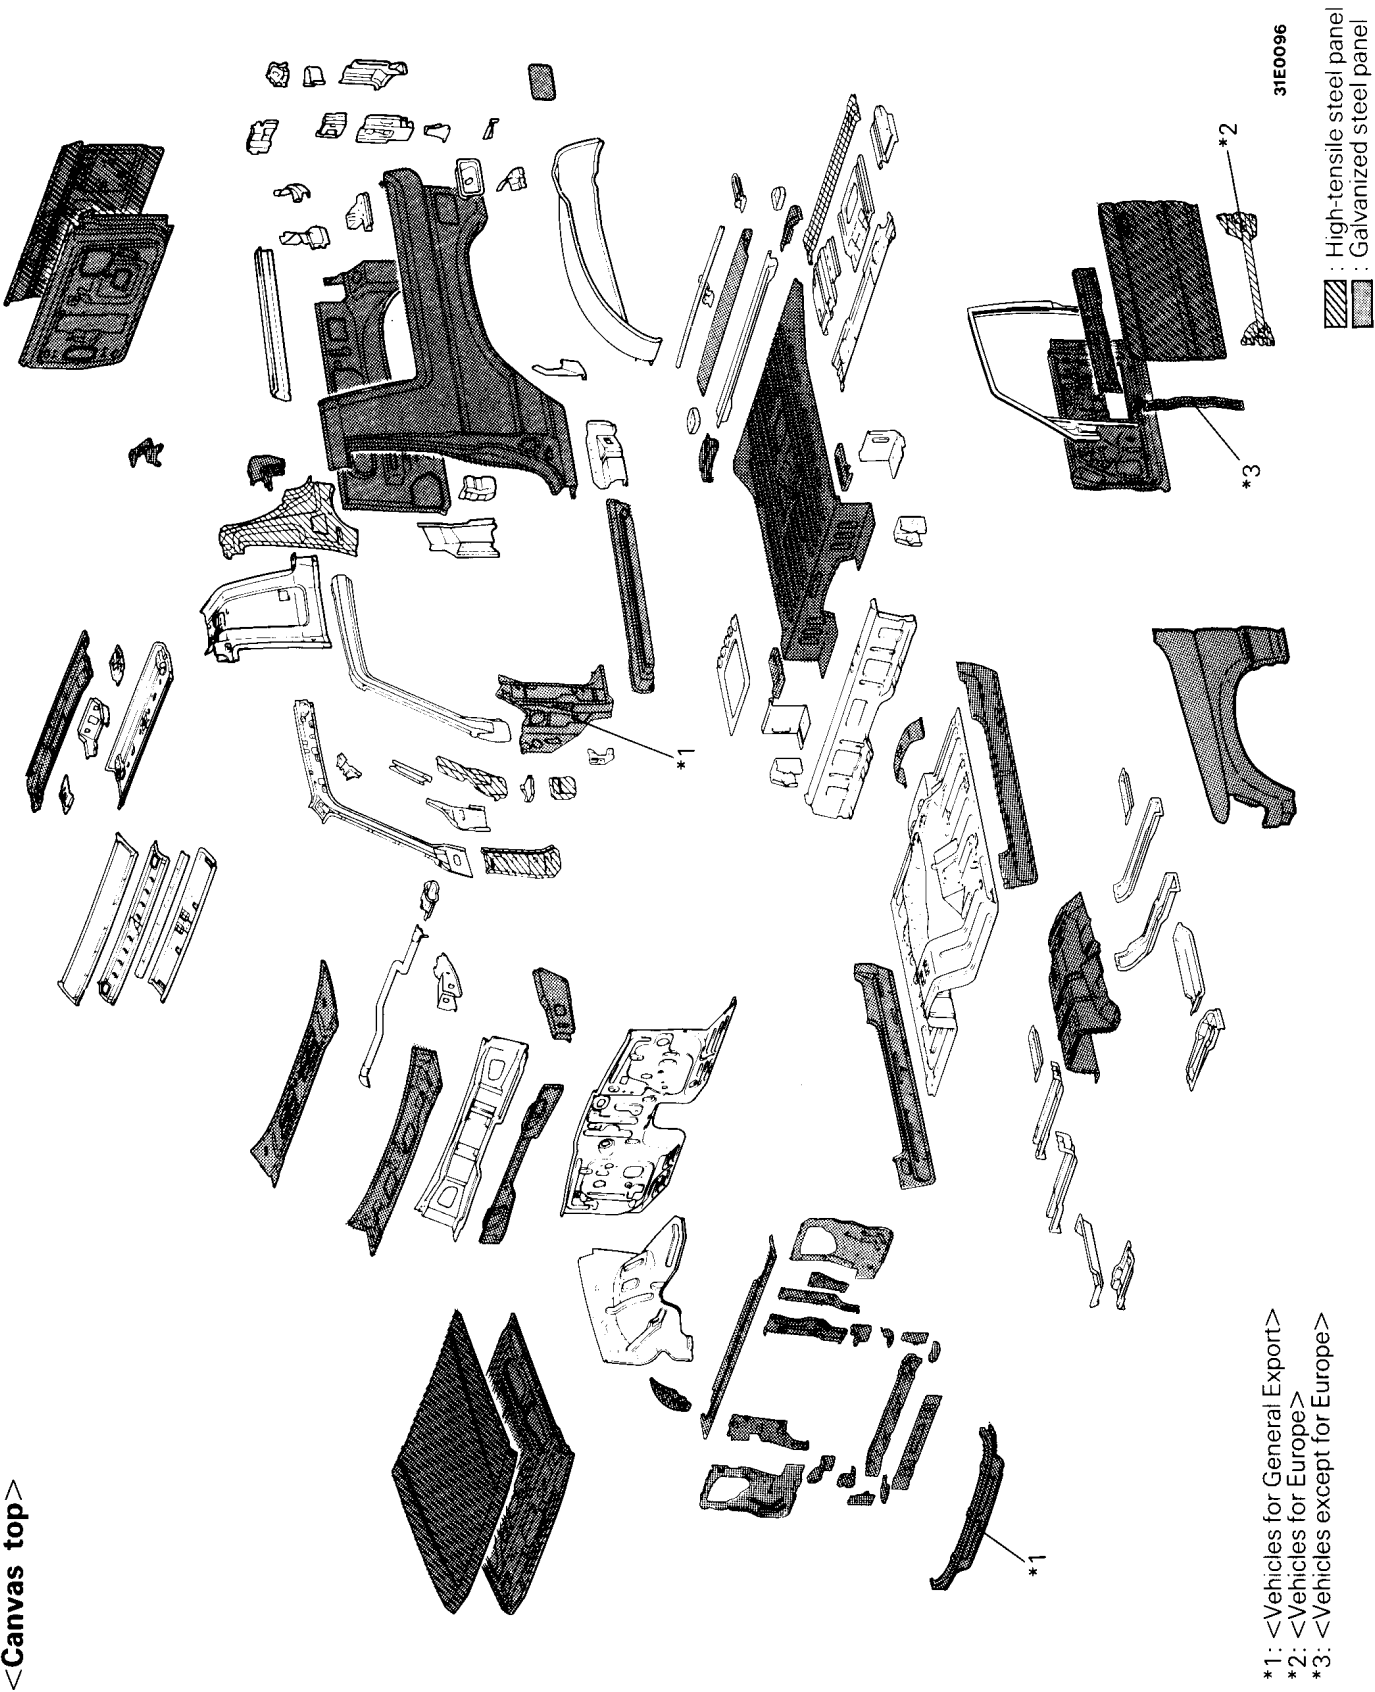 <Canvas top>
*1
*1
*3
*2
31E0096
: High-tensile steel panel
: Galvanized steel panel
*1: <Vehicles for General Export>
*2: <Vehicles for Europe>
*3: <Vehicles except for Europe>